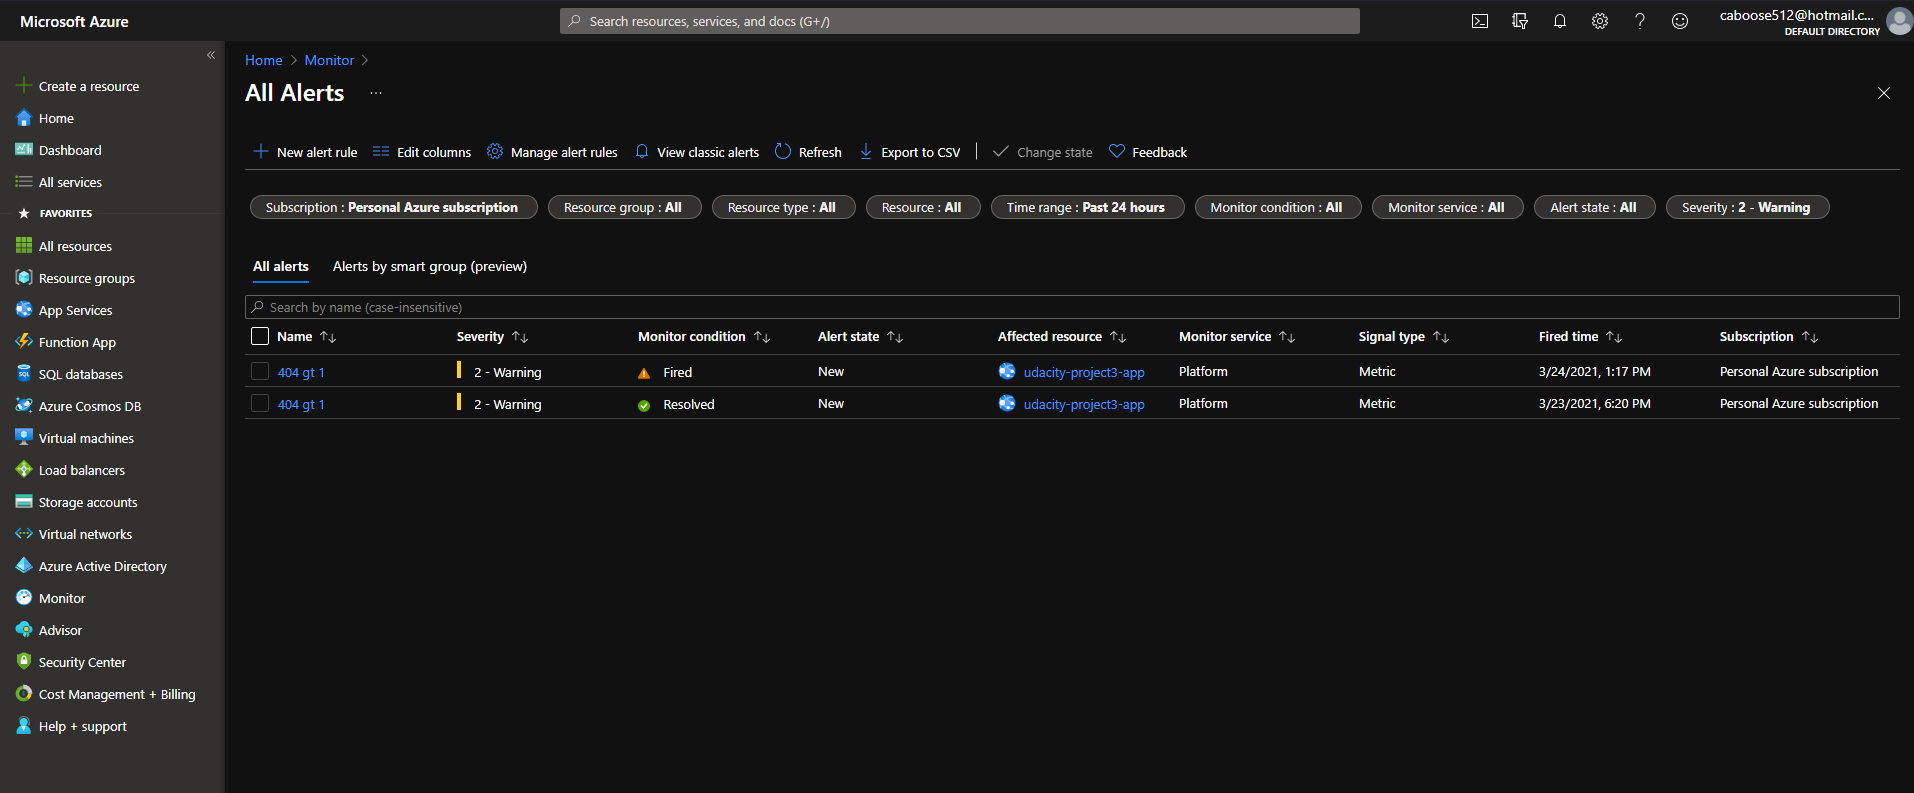 Microsoft Azure
Search resources, services, and docs (G+/)
caboose512@hotmail.c...
DEFAULT DIRECTORY
Create a resource
Home
Dashboard
All services
FAVORITES
All resources
Resource groups
App Services
Function App
SQL databases
Azure Cosmos DB
Virtual machines
Load balancers
Storage accounts
Virtual networks
Azure Active Directory
Monitor
Advisor
Security Center
Cost Management + Billing
Help + support
Home > Monitor >
All Alerts ...
New alert rule Edit columns Manage alert rules View classic alerts Refresh Export to CSV Change state Feedback
Subscription : Personal Azure subscription Resource group : All Resource type : All Resource : All Time range : Past 24 hours Monitor condition : All Monitor service : All Alert state : All Severity : 2 - Warning
All alerts Alerts by smart group (preview)
Search by name (case-insensitive)
Name Severity Monitor condition Alert state Affected resource Monitor service Signal type Fired time Subscription
404 gt 1 2 - Warning Fired New udacity-project3-app Platform Metric 3/24/2021, 1:17 PM Personal Azure subscription
404 gt 1 2 - Warning Resolved New udacity-project3-app Platform Metric 3/23/2021, 6:20 PM Personal Azure subscription